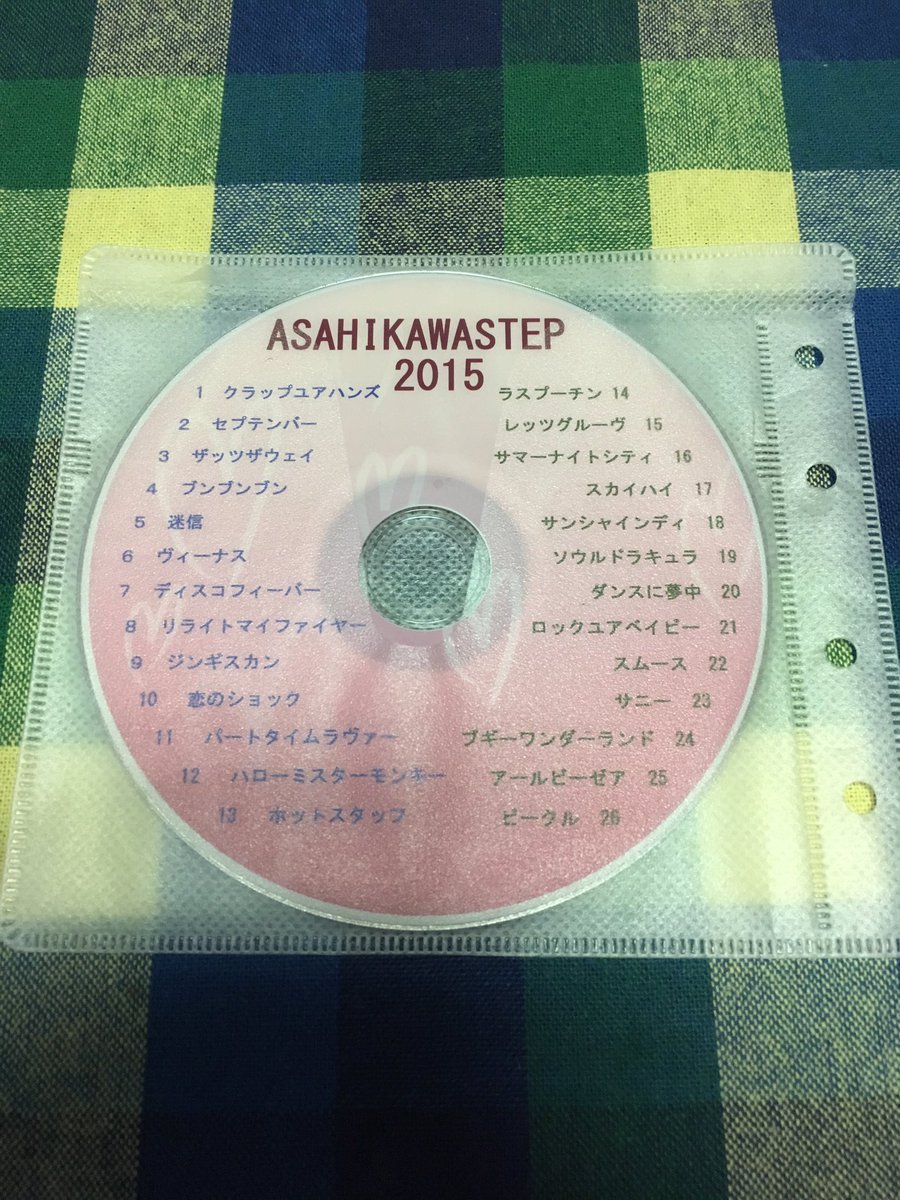 ASAHIKAWASTEP
2015
1 クラップユアハンズ
2 セプテンバー
3 ザッツザウェイ
4 ブンブンブン
5 迷信
6 ヴィーナス
7 ディスコフィーバー
8 リライトマイファイヤー
9 ジンギスカン
10 恋のショック
11 パートタイムラヴァー
12 ハローミスターモンキー
13 ホットスタッフ
ラスプーチン 14
レッツグルーヴ 15
サマーナイトシティ 16
スカイハイ 17
サンシャインディ 18
ソウルドラキュラ 19
ダンスに夢中 20
ロックユアベイビー 21
スムース 22
サニー 23
ブギーワンダーランド 24
アールビーゼア 25
ピークル 26